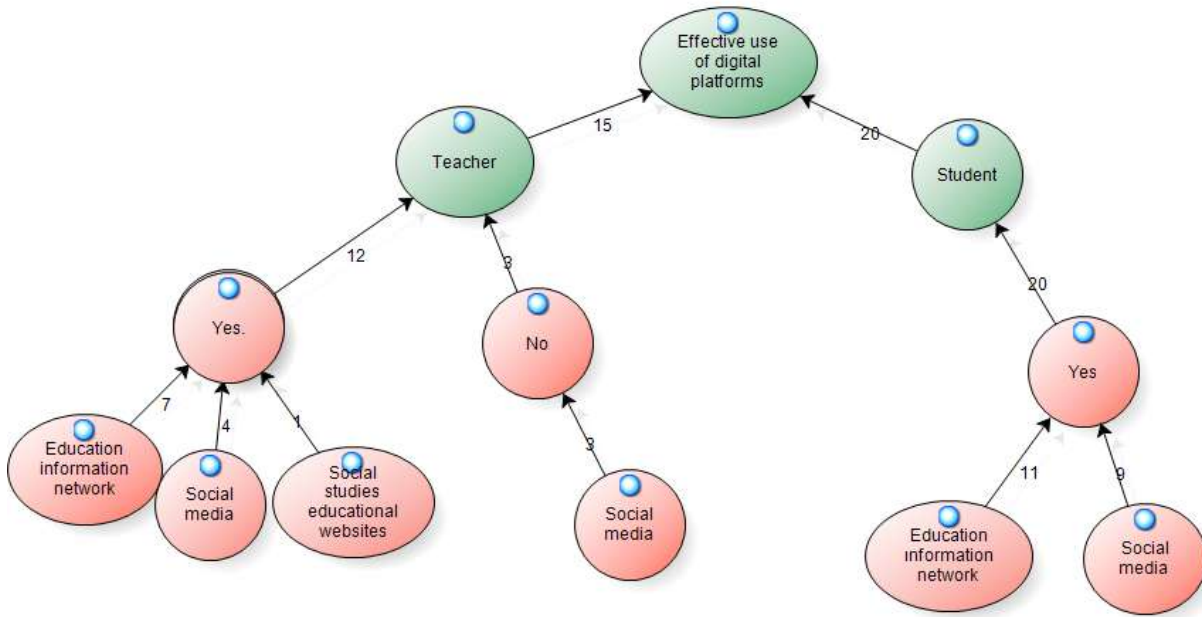 Effective use
of digital
platforms
15
20
Teacher
Student
12
3
20
Yes.
No
Yes
7
4
1
3
11
9
Education
information
network
Social
media
Social
studies
educational
websites
Social
media
Education
ınformation
network
Social
media